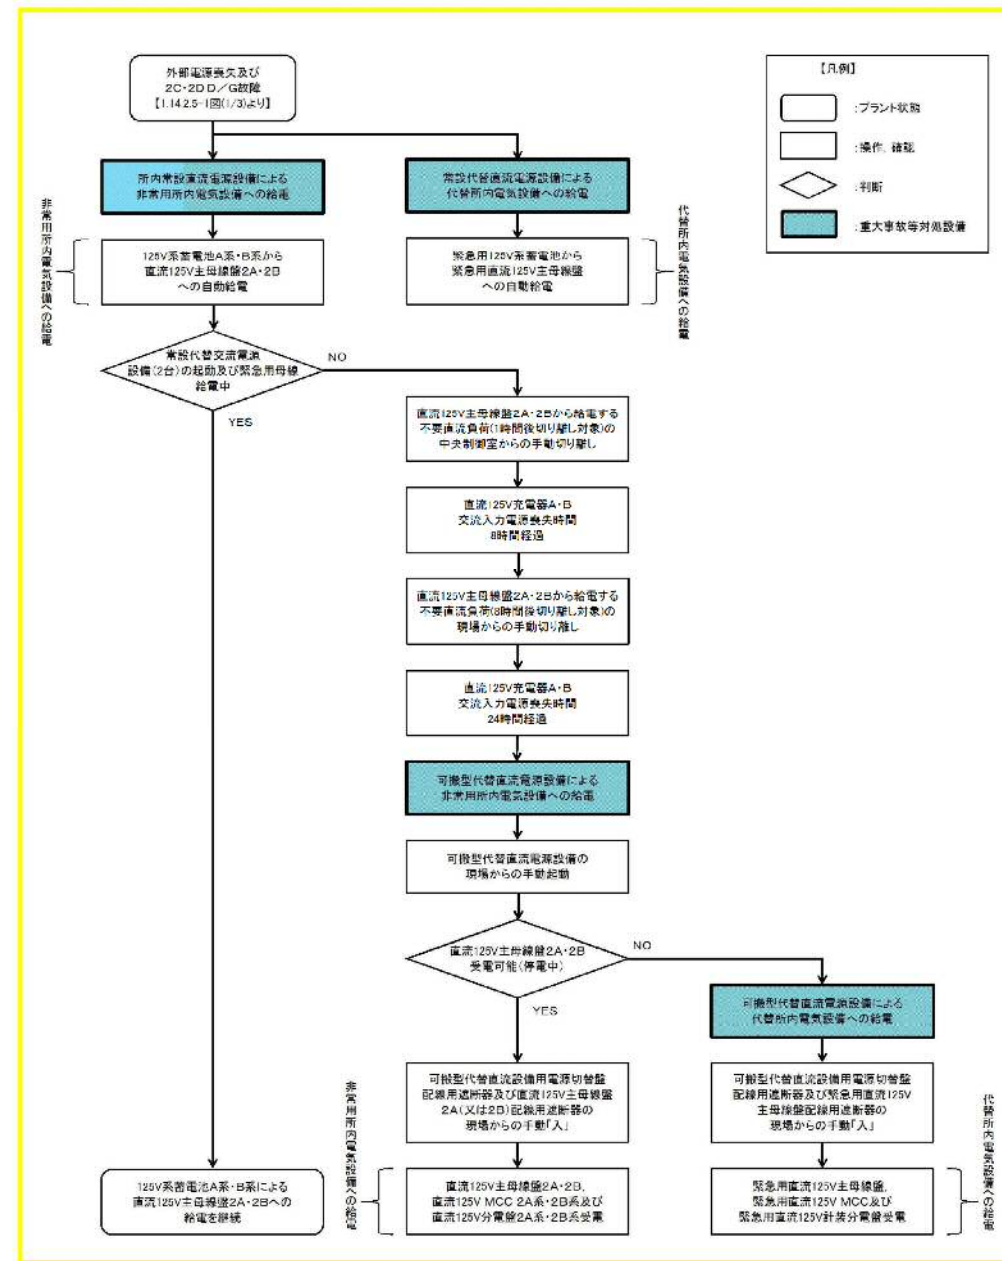 外部電源喪失及び
2C・2D D/G故障
【1.14.2.5-1図(1/3)より】
【凡例】
:プラント状態
:操作、確認
:判断
:重大事故等対処設備
所内常設直流電源設備による
非常用所内電気設備への給電
常設代替直流電源設備による
代替所内電気設備への給電
非常用所内電気設備への給電
125V系蓄電池A系・B系から
直流125V主母線盤2A・2B
への自動給電
緊急用125V系蓄電池から
緊急用直流125V主母線盤
への自動給電
代替所内電気設備への給電
常設代替交流電源
設備(2台)の起動及び緊急用母線
給電中
NO
YES
直流125V主母線盤2A・2Bから給電する
不要直流負荷(1時間後切り離し対象)の
中央制御室からの手動切り離し
直流125V充電器A・B
交流入力電源喪失時間
8時間経過
直流125V主母線盤2A・2Bから給電する
不要直流負荷(8時間後切り離し対象)の
現場からの手動切り離し
直流125V充電器A・B
交流入力電源喪失時間
24時間経過
可搬型代替直流電源設備による
非常用所内電気設備への給電
可搬型代替直流電源設備の
現場からの手動起動
直流125V主母線盤2A・2B
受電可能(停電中)
NO
YES
可搬型代替直流電源設備による
代替所内電気設備への給電
可搬型代替直流設備用電源切替盤
配線用遮断器及び直流125V主母線盤
2A(又は2B)配線用遮断器の
現場からの手動「入」
可搬型代替直流設備用電源切替盤
配線用遮断器及び緊急用直流125V
主母線盤配線用遮断器の
現場からの手動「入」
125V系蓄電池A系・B系による
直流125V主母線盤2A・2Bへの
給電を継続
非常用所内電気設備への給電
直流125V主母線盤2A・2B、
直流125V MCC 2A系・2B系及び
直流125V分電盤2A系・2B系受電
緊急用直流125V主母線盤、
緊急用直流125V MCC及び
緊急用直流125V計装分電盤受電
代替所内電気設備への給電